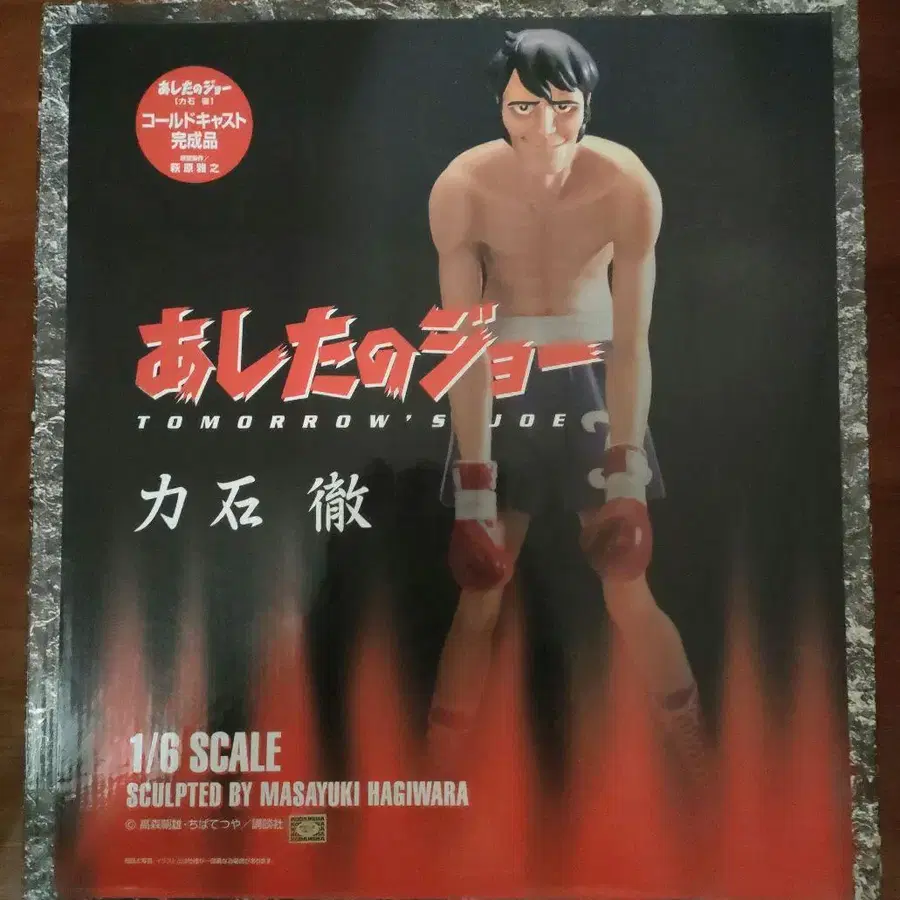 あしたのジョー
【力石 徹】
コールドキャスト
完成品
原型製作/
萩原雅之
あしたのジョー
TOMORROW'S JOE
力石 徹
1/6 SCALE
SCULPTED BY MASAYUKI HAGIWARA
© 高森朝雄・ちばてつや/講談社
KODANSHA
KODANSHA